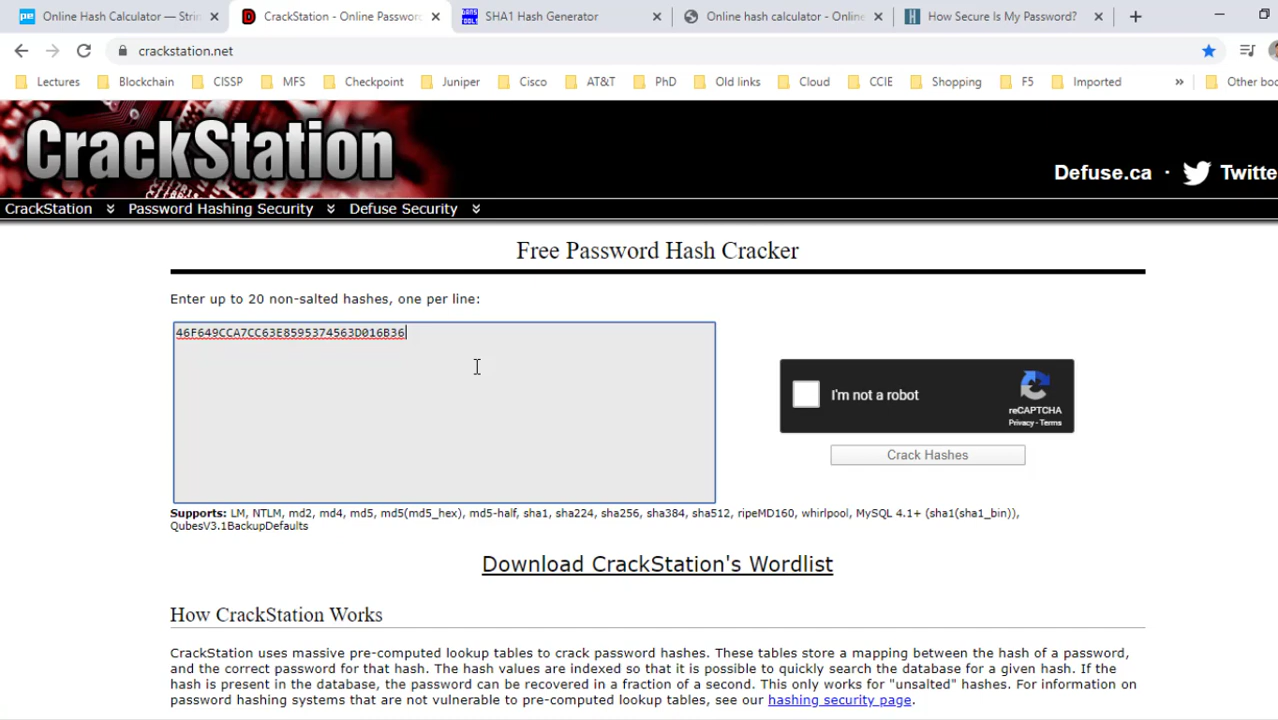 Online Hash Calculator — Strin
CrackStation - Online Passwor
SHA1 Hash Generator
Online hash calculator - Online
How Secure Is My Password?
crackstation.net
Lectures Blockchain CISSP MFS Checkpoint Juniper Cisco AT&T PhD Old links Cloud CCIE Shopping F5 Imported » Other boo
CrackStation
Defuse.ca · Twitte
CrackStation Password Hashing Security Defuse Security
Free Password Hash Cracker
Enter up to 20 non-salted hashes, one per line:
46F649CCA7CC63E8595374563D016B36
I'm not a robot
reCAPTCHA
Privacy - Terms
Crack Hashes
Supports: LM, NTLM, md2, md4, md5, md5(md5_hex), md5-half, sha1, sha224, sha256, sha384, sha512, ripeMD160, whirlpool, MySQL 4.1+ (sha1(sha1_bin)),
QubesV3.1BackupDefaults
Download CrackStation's Wordlist
How CrackStation Works
CrackStation uses massive pre-computed lookup tables to crack password hashes. These tables store a mapping between the hash of a password,
and the correct password for that hash. The hash values are indexed so that it is possible to quickly search the database for a given hash. If the
hash is present in the database, the password can be recovered in a fraction of a second. This only works for "unsalted" hashes. For information on
password hashing systems that are not vulnerable to pre-computed lookup tables, see our hashing security page.